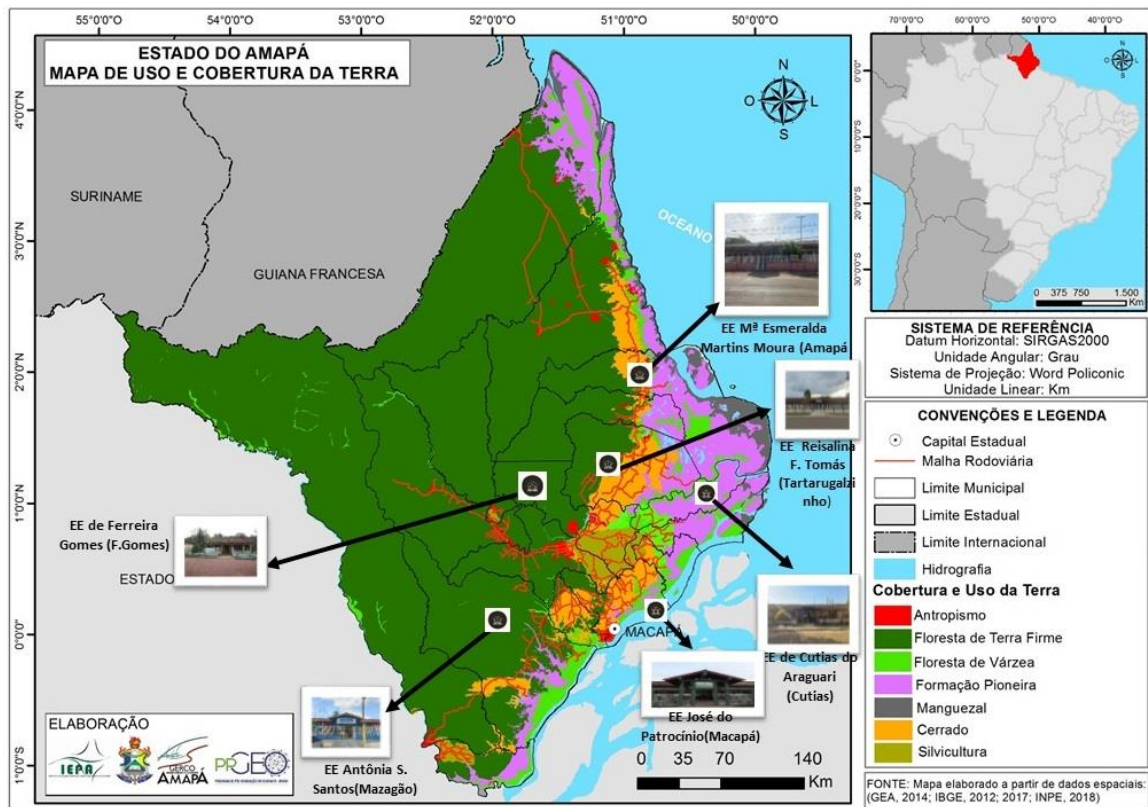 55°0'0"O 54°0'0"O 53°0'0"O 52°0'0"O 51°0'0"O 50°0'0"O
ESTADO DO AMAPÁ
MAPA DE USO E COBERTURA DA TERRA
N
O L
S
4°0'0"N
3°0'0"N
2°0'0"N
1°0'0"N
0°0'0"
1°0'0"S
SURINAME
GUIANA FRANCESA
OCEANO
EE Mª Esmeralda
Martins Moura (Amapá
EE Reisalina
F. Tomás
(Tartarugalzi
nho)
EE de Ferreira
Gomes (F.Gomes)
ESTADO
MACAPÁ
EE de Cutias do
Araguari
(Cutias)
EE José do
Patrocínio(Macapá)
EE Antônia S.
Santos(Mazagão)
ELABORAÇÃO
IEPA
GERCO
AMAPÁ
PRGEO
0 35 70 140
Km
70°0'0"O 60°0'0"O 50°0'0"O 40°0'0"O
N
O L
S
0°0'0"
10°0'0"S
20°0'0"S
30°0'0"S
0 375 750 1.500
Km
SISTEMA DE REFERÊNCIA
Datum Horizontal: SIRGAS2000
Unidade Angular: Grau
Sistema de Projeção: Word Policonic
Unidade Linear: Km
CONVENÇÕES E LEGENDA
Capital Estadual
Malha Rodoviária
Limite Municipal
Limite Estadual
Limite Internacional
Hidrografia
Cobertura e Uso da Terra
Antropismo
Floresta de Terra Firme
Floresta de Várzea
Formação Pioneira
Manguezal
Cerrado
Silvicultura
FONTE: Mapa elaborado a partir de dados espaciais:
(GEA, 2014; IBGE, 2012; 2017; INPE, 2018)